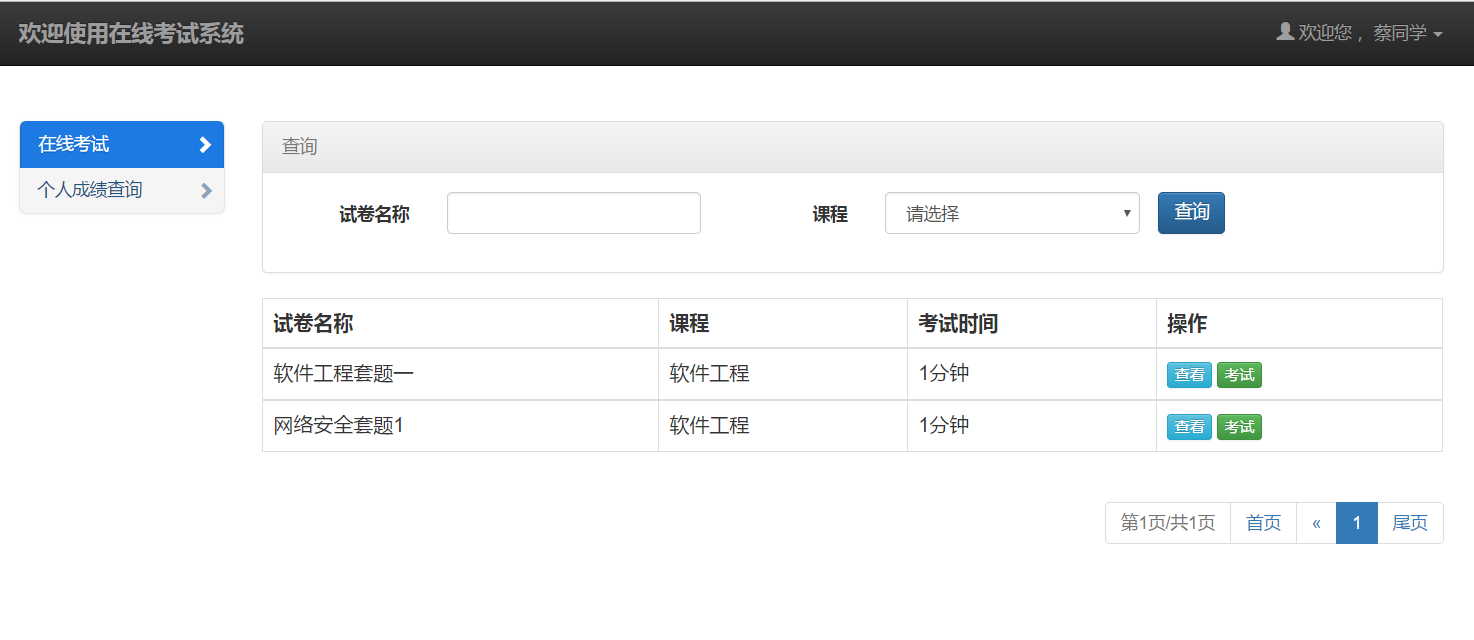 欢迎使用在线考试系统
欢迎您 ，蔡同学
在线考试
个人成绩查询
查询
试卷名称 课程 请选择 查询
试卷名称 课程 考试时间 操作
软件工程套题一 软件工程 1分钟 查看 考试
网络安全套题1 软件工程 1分钟 查看 考试
第1页/共1页 首页 « 1 尾页